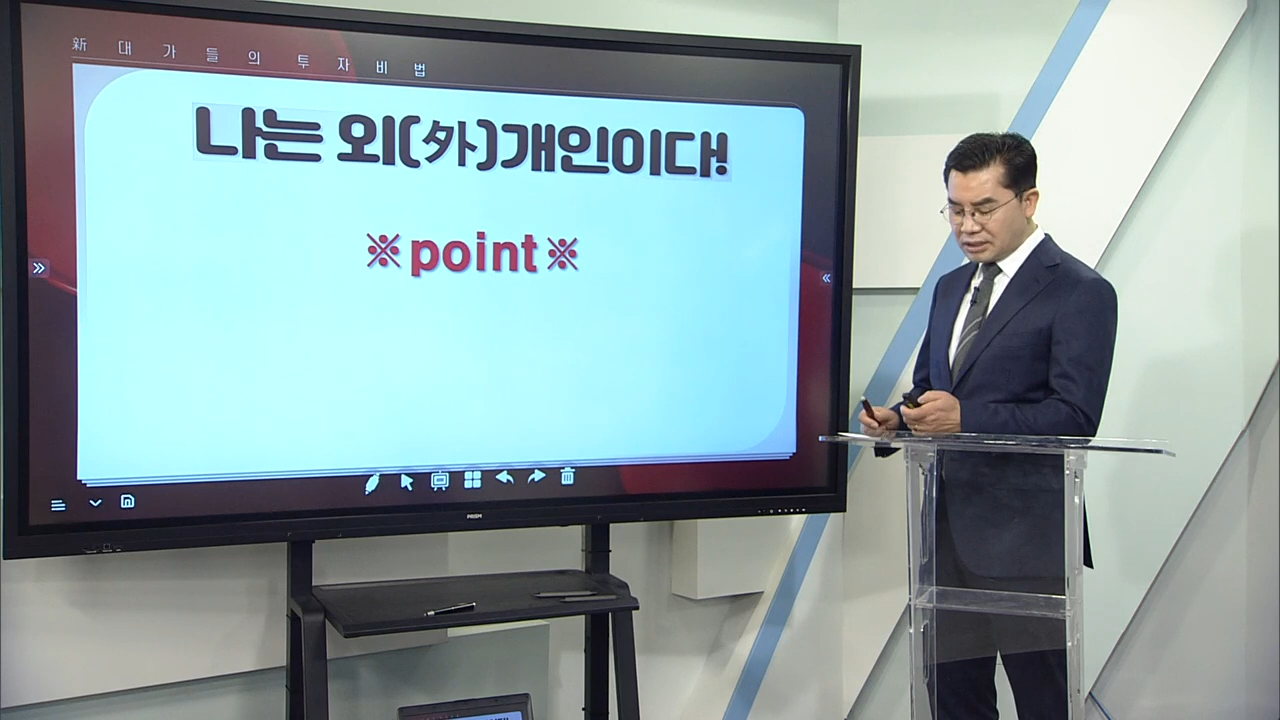 新 대 가 들 의 투 자 비 법
나는 외(外)개인이다!
※point※
PRISM